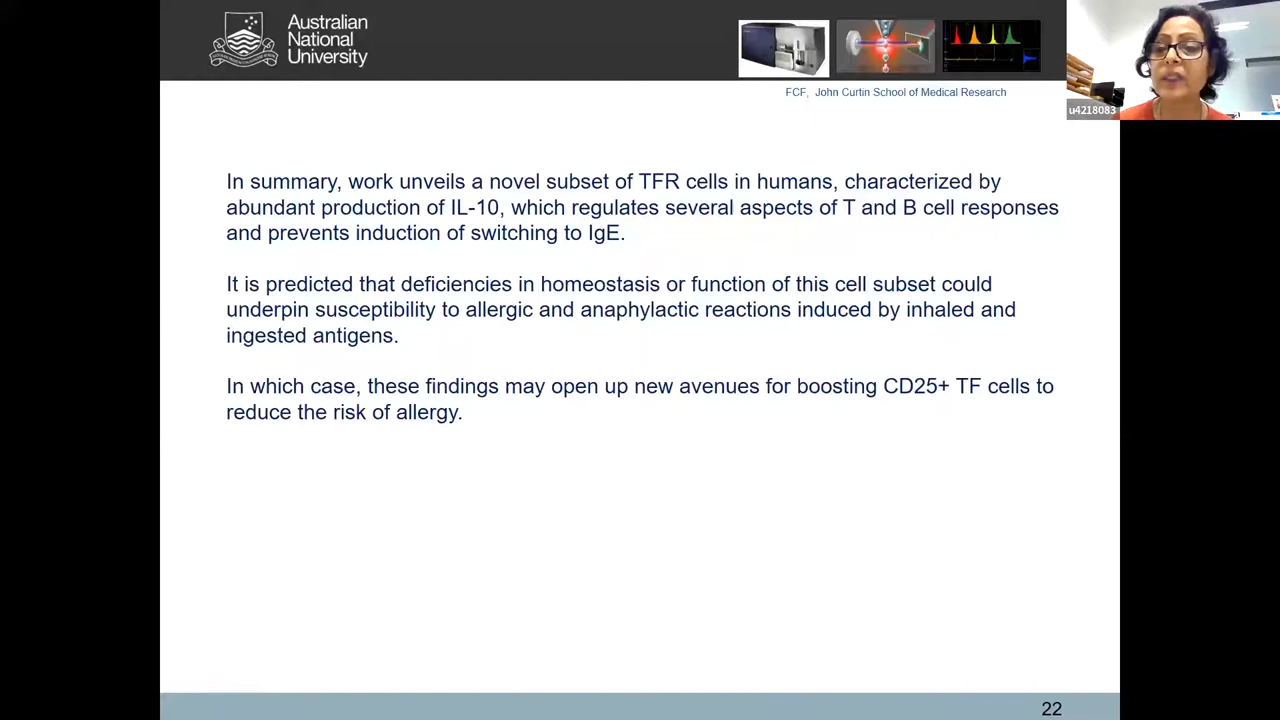 Australian
National
University
FCF, John Curtin School of Medical Research
u4218083
In summary, work unveils a novel subset of TFR cells in humans, characterized by
abundant production of IL-10, which regulates several aspects of T and B cell responses
and prevents induction of switching to IgE.
It is predicted that deficiencies in homeostasis or function of this cell subset could
underpin susceptibility to allergic and anaphylactic reactions induced by inhaled and
ingested antigens.
In which case, these findings may open up new avenues for boosting CD25+ TF cells to
reduce the risk of allergy.
22